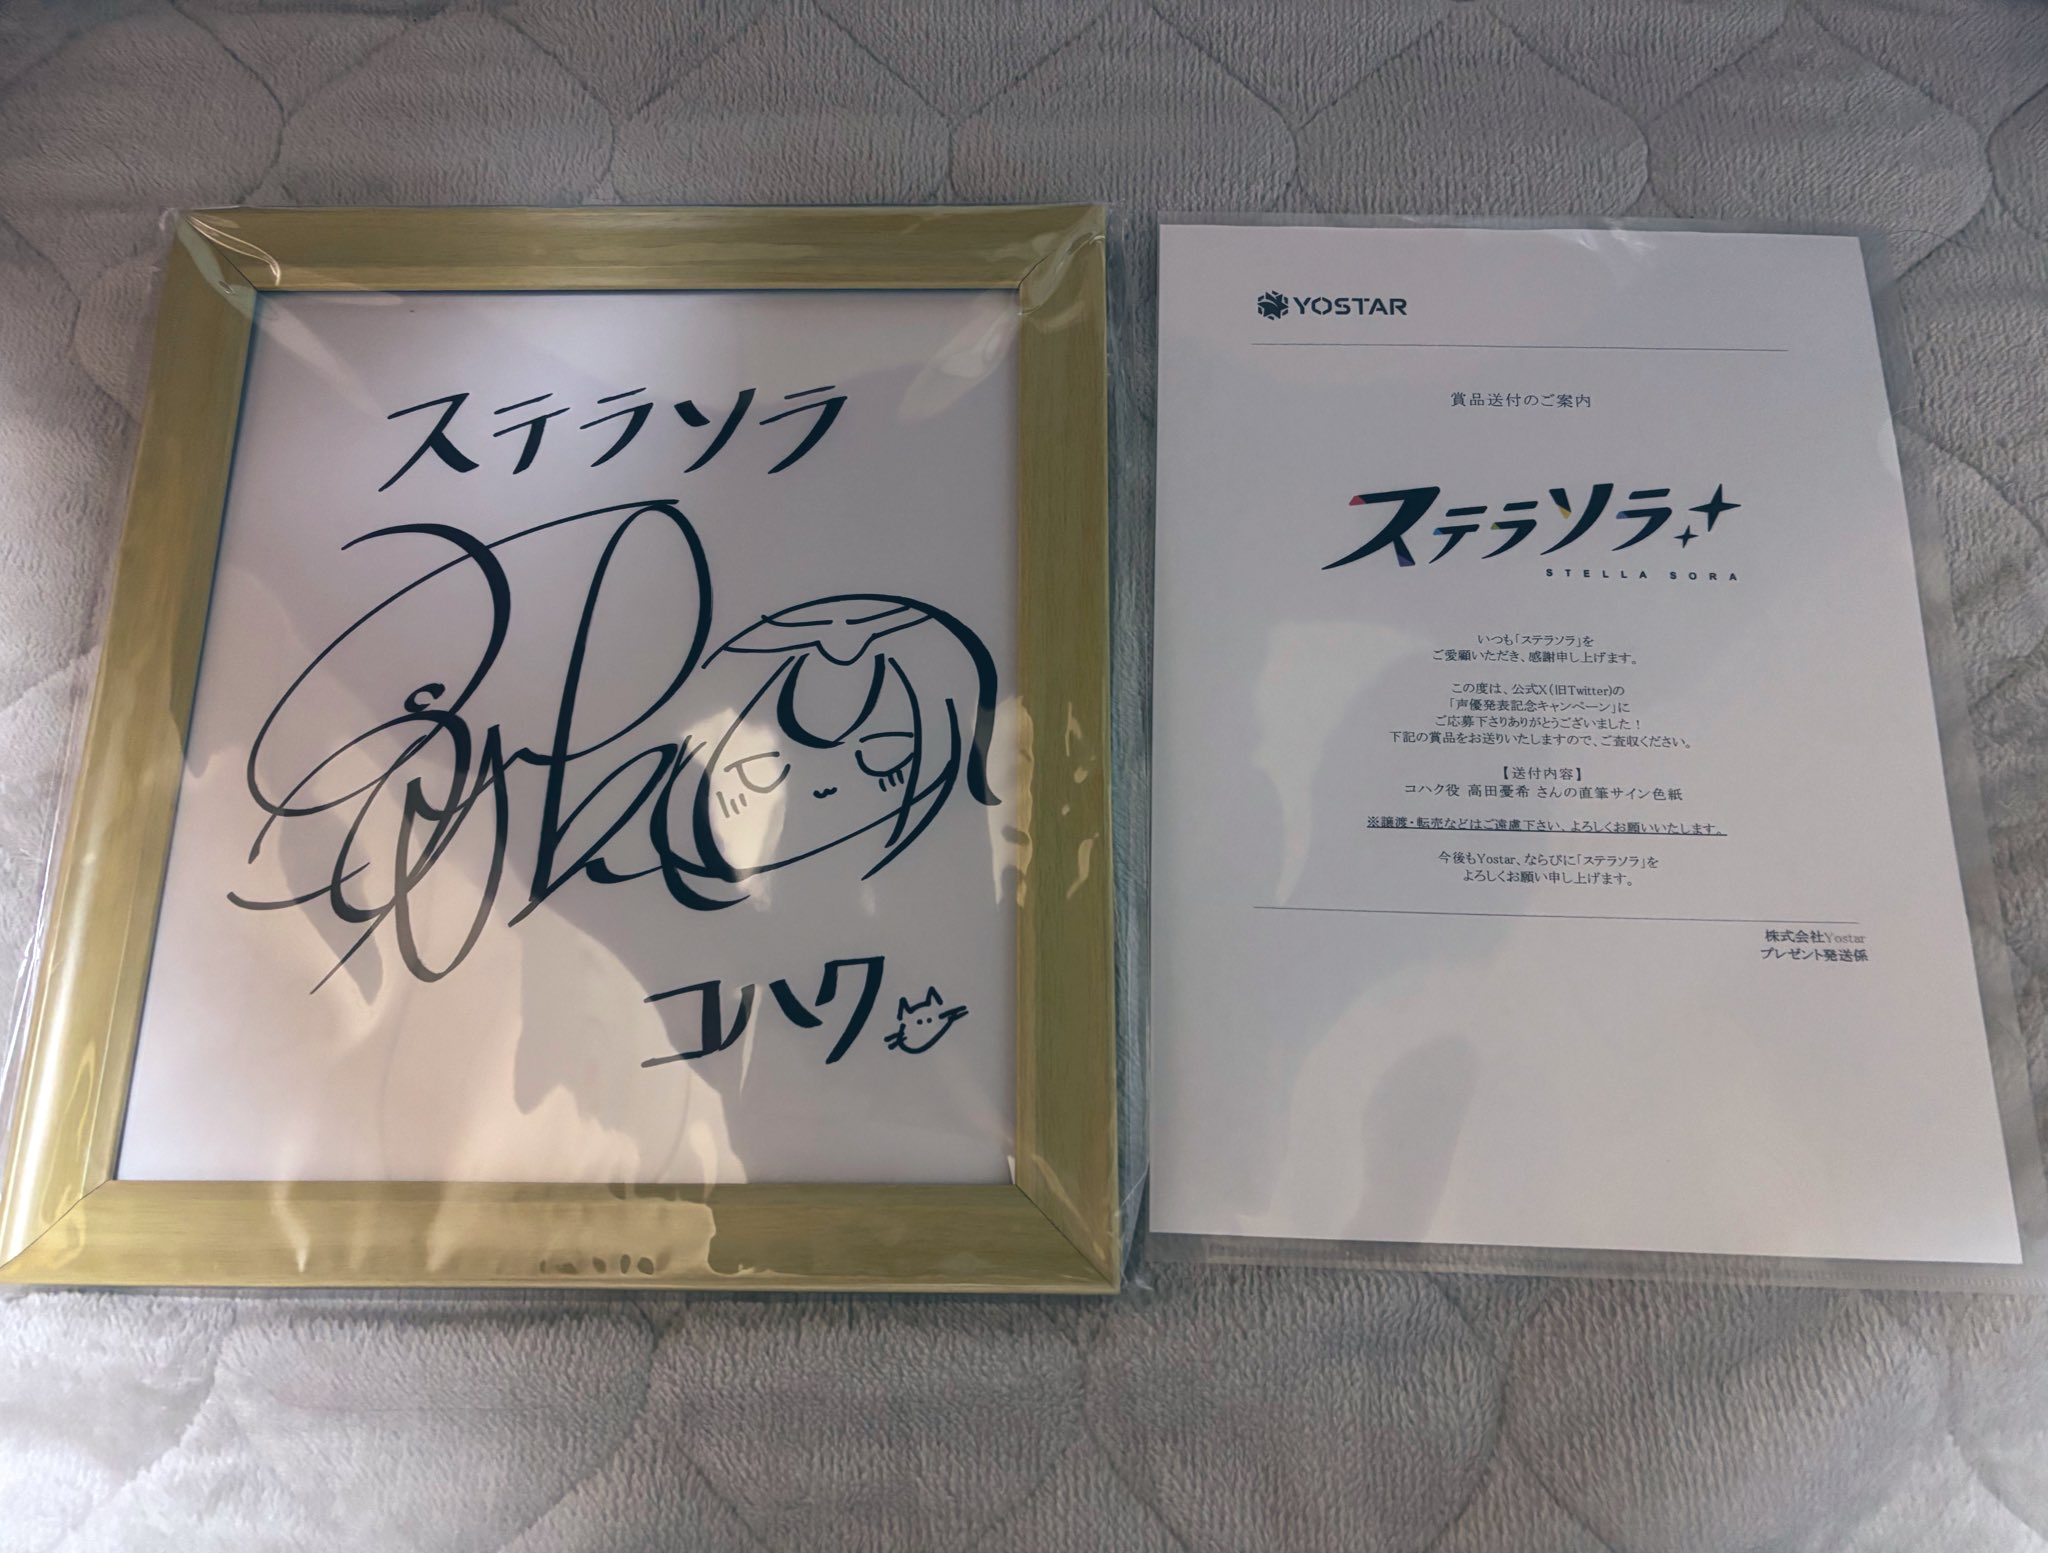 ステラソラ
コハク
YOSTAR
賞品送付のご案内
ステラソラ
STELLA SORA
いつも「ステラソラ」を
ご愛顧いただき、感謝申し上げます。
この度は、公式X(旧Twitter)の
「声優発表記念キャンペーン」に
ご応募下さりありがとうございました！
下記の賞品をお送りいたしますので、ご査収ください。
【送付内容】
コハク役 高田憂希 さんの直筆サイン色紙
※譲渡・転売などはご遠慮下さい、よろしくお願いいたします。
今後もYostar、ならびに「ステラソラ」を
よろしくお願い申し上げます。
株式会社Yostar
プレゼント発送係